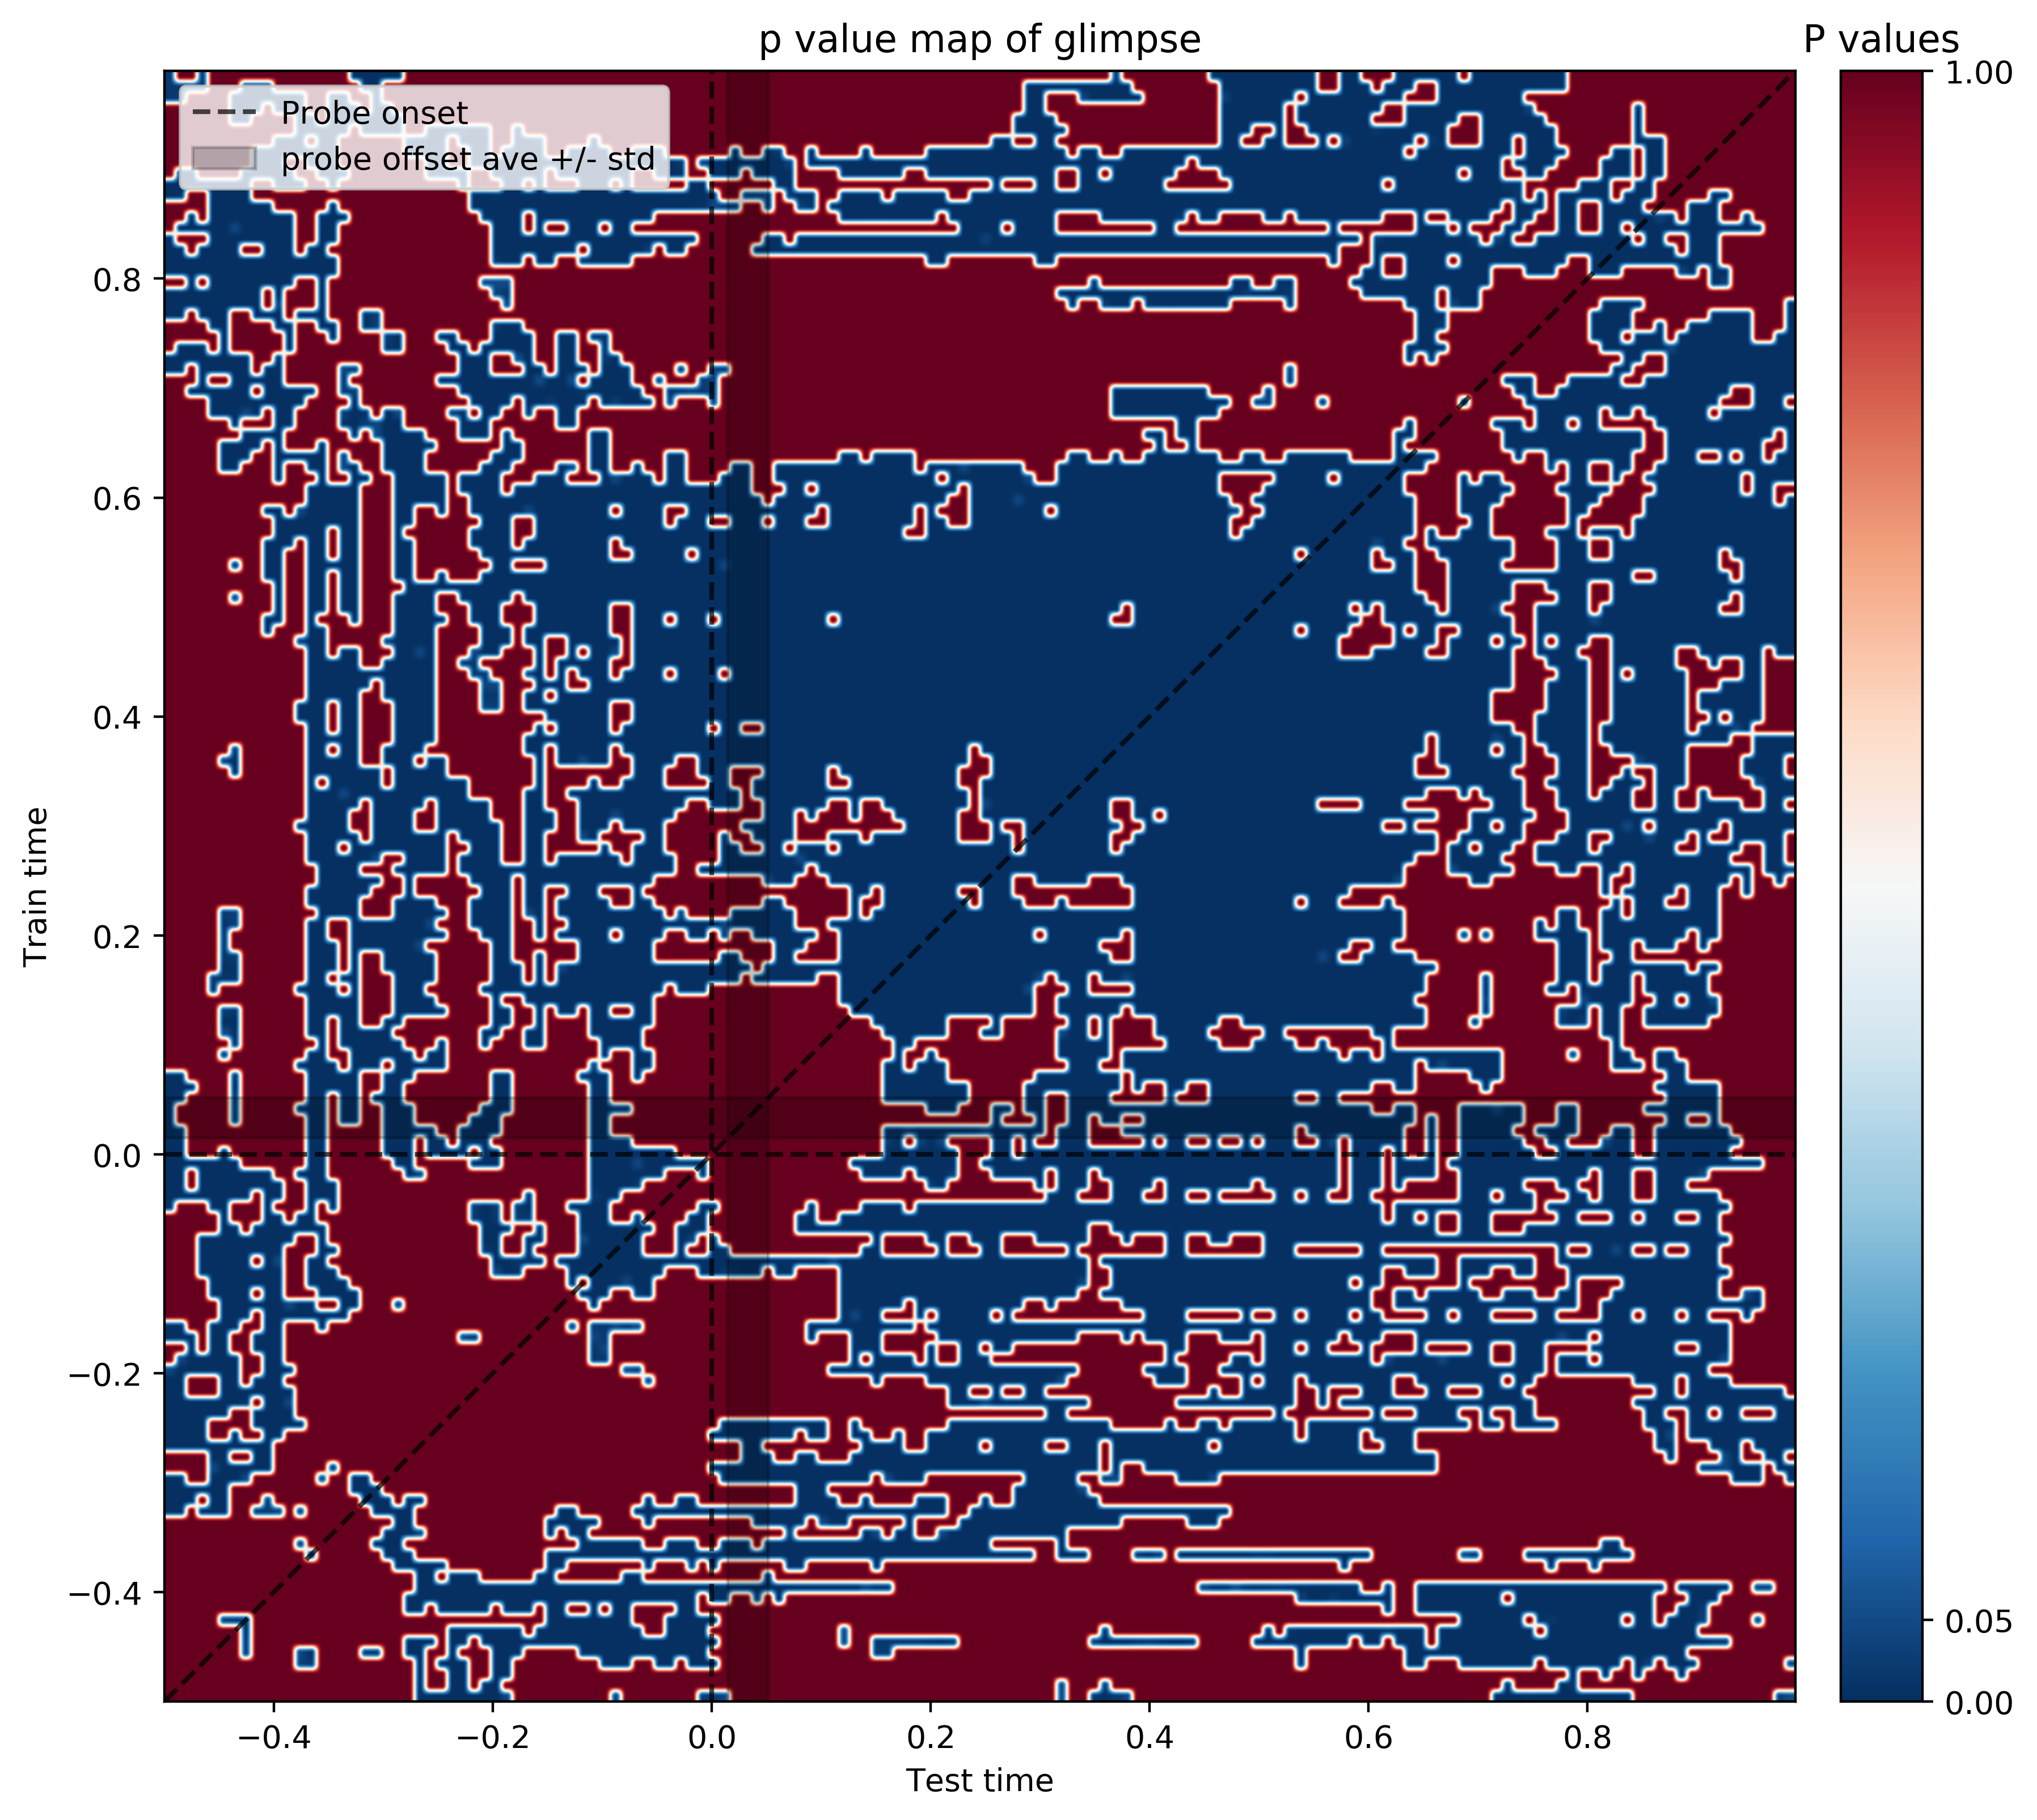 p value map of glimpse
P values
Probe onset
probe offset ave +/- std
1.00
0.05
0.00
Train time
0.8
0.6
0.4
0.2
0.0
−0.2
−0.4
−0.4
−0.2
0.0
0.2
0.4
0.6
0.8
Test time